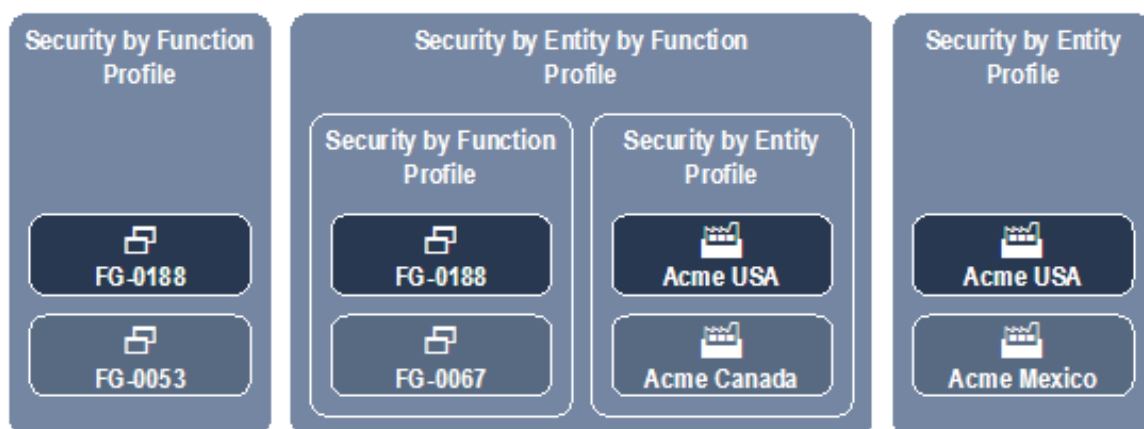 Security by Function
Profile
FG-0188
FG-0053
Security by Entity by Function
Profile
Security by Function
Profile
FG-0188
FG-0067
Security by Entity
Profile
Acme USA
Acme Canada
Security by Entity
Profile
Acme USA
Acme Mexico